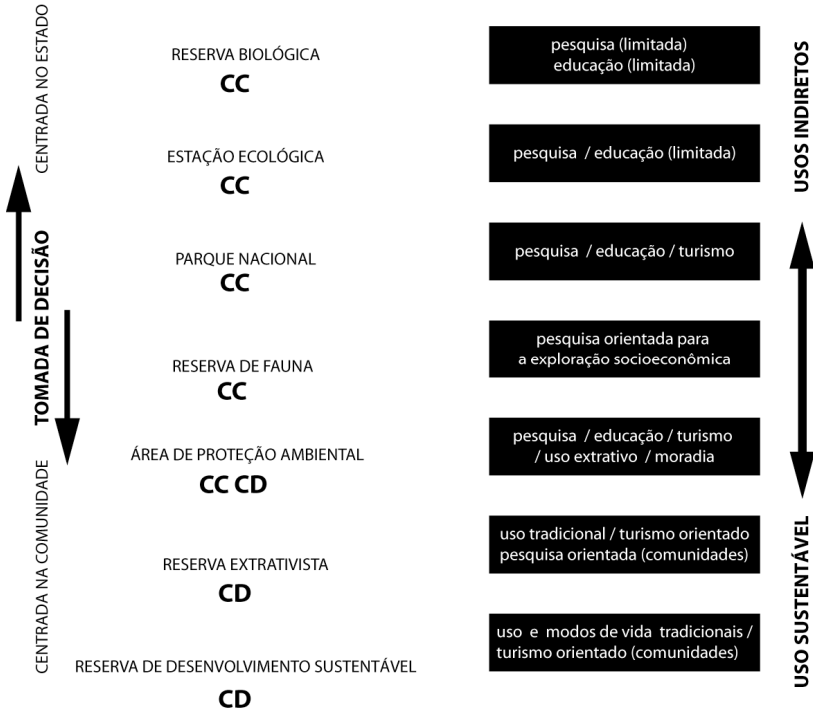 CENTRADA NO ESTADO
TOMADA DE DECISÃO
CENTRADA NA COMUNIDADE
RESERVA BIOLÓGICA
CC
pesquisa (limitada)
educação (limitada)
ESTAÇÃO ECOLÓGICA
CC
pesquisa / educação (limitada)
PARQUE NACIONAL
CC
pesquisa / educação / turismo
RESERVA DE FAUNA
CC
pesquisa orientada para
a exploração socioeconômica
ÁREA DE PROTEÇÃO AMBIENTAL
CC CD
pesquisa / educação / turismo
/ uso extrativo / moradia
RESERVA EXTRATIVISTA
CD
uso tradicional / turismo orientado
pesquisa orientada (comunidades)
RESERVA DE DESENVOLVIMENTO SUSTENTÁVEL
CD
uso e modos de vida tradicionais /
turismo orientado (comunidades)
USOS INDIRETOS
USO SUSTENTÁVEL